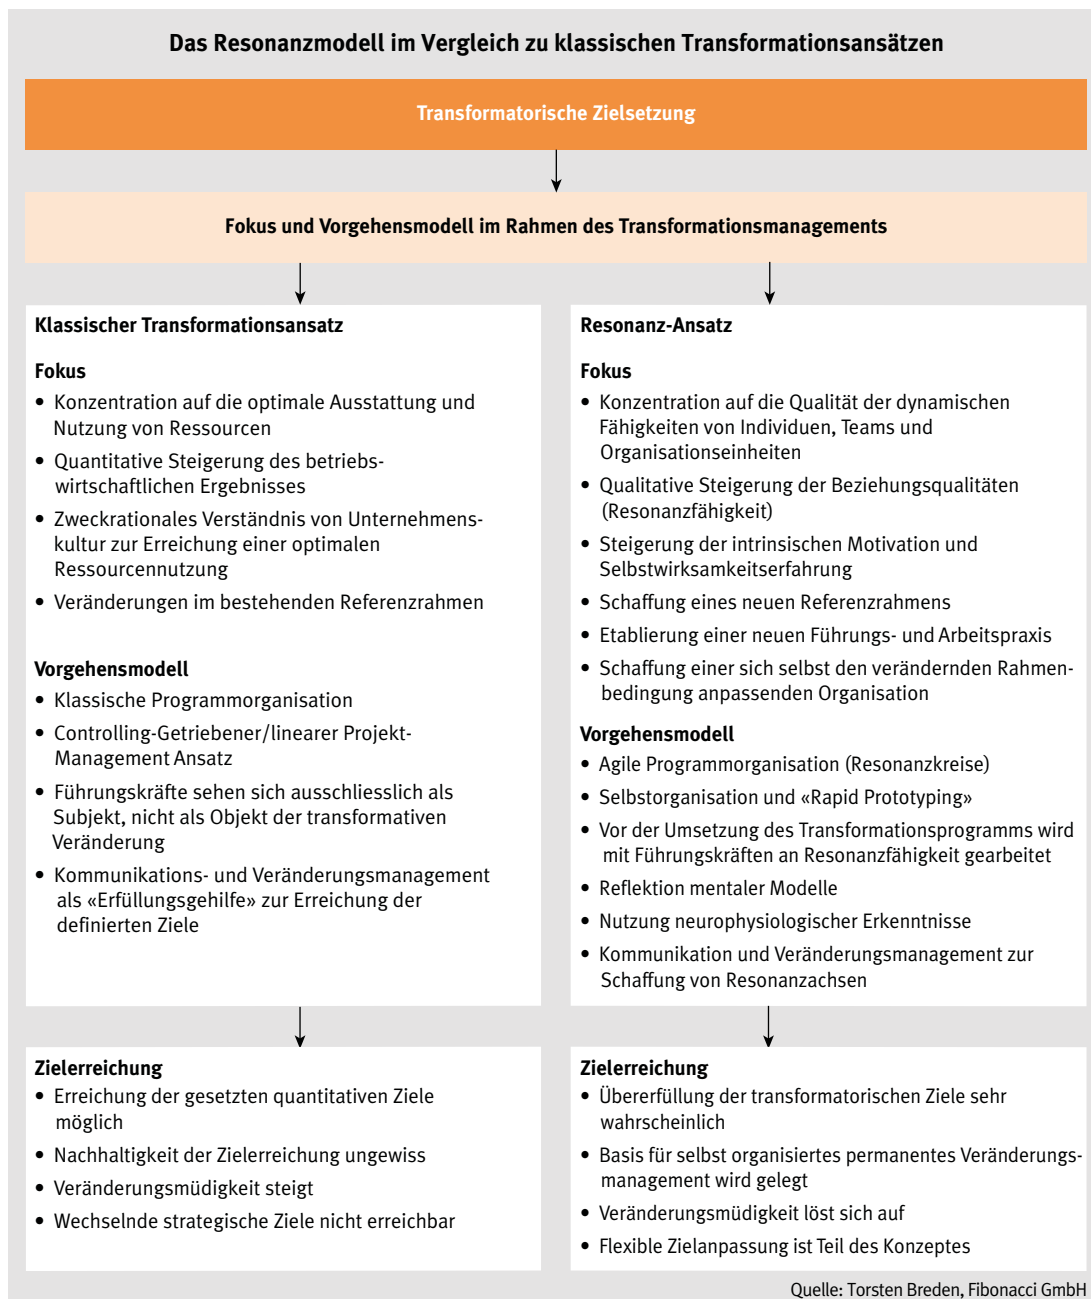 Das Resonanzmodell im Vergleich zu klassischen Transformationsansätzen
Transformatorische Zielsetzung
Fokus und Vorgehensmodell im Rahmen des Transformationsmanagements
Klassischer Transformationsansatz
Fokus
• Konzentration auf die optimale Ausstattung und
Nutzung von Ressourcen
• Quantitative Steigerung des betriebs-
wirtschaftlichen Ergebnisses
• Zweckrationales Verständnis von Unternehmens-
kultur zur Erreichung einer optimalen
Ressourcennutzung
• Veränderungen im bestehenden Referenzrahmen
Vorgehensmodell
• Klassische Programmorganisation
• Controlling-Getriebener/linearer Projekt-
Management Ansatz
• Führungskräfte sehen sich ausschliesslich als
Subjekt, nicht als Objekt der transformativen
Veränderung
• Kommunikations- und Veränderungsmanagement
als «Erfüllungsgehilfe» zur Erreichung der
definierten Ziele
Resonanz-Ansatz
Fokus
• Konzentration auf die Qualität der dynamischen
Fähigkeiten von Individuen, Teams und
Organisationseinheiten
• Qualitative Steigerung der Beziehungsqualitäten
(Resonanzfähigkeit)
• Steigerung der intrinsischen Motivation und
Selbstwirksamkeitserfahrung
• Schaffung eines neuen Referenzrahmens
• Etablierung einer neuen Führungs- und Arbeitspraxis
• Schaffung einer sich selbst den verändernden Rahmen-
bedingung anpassenden Organisation
Vorgehensmodell
• Agile Programmorganisation (Resonanzkreise)
• Selbstorganisation und «Rapid Prototyping»
• Vor der Umsetzung des Transformationsprogramms wird
mit Führungskräften an Resonanzfähigkeit gearbeitet
• Reflektion mentaler Modelle
• Nutzung neurophysiologischer Erkenntnisse
• Kommunikation und Veränderungsmanagement zur
Schaffung von Resonanzachsen
Zielerreichung
• Erreichung der gesetzten quantitativen Ziele
möglich
• Nachhaltigkeit der Zielerreichung ungewiss
• Veränderungsmüdigkeit steigt
• Wechselnde strategische Ziele nicht erreichbar
Zielerreichung
• Übererfüllung der transformatorischen Ziele sehr
wahrscheinlich
• Basis für selbst organisiertes permanentes Veränderungs-
management wird gelegt
• Veränderungsmüdigkeit löst sich auf
• Flexible Zielanpassung ist Teil des Konzeptes
Quelle: Torsten Breden, Fibonacci GmbH